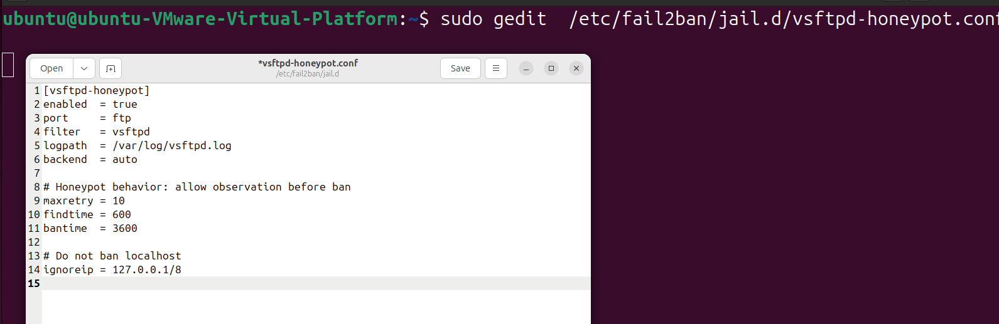 ubuntu@ubuntu-VMware-Virtual-Platform:~$ sudo gedit  /etc/fail2ban/jail.d/vsftpd-honeypot.conf
Open
*vsftpd-honeypot.conf
/etc/fail2ban/jail.d
Save
1 [vsftpd-honeypot]
2 enabled  = true
3 port     = ftp
4 filter   = vsftpd
5 logpath  = /var/log/vsftpd.log
6 backend  = auto
7
8 # Honeypot behavior: allow observation before ban
9 maxretry = 10
10 findtime = 600
11 bantime  = 3600
12
13 # Do not ban localhost
14 ignoreip = 127.0.0.1/8
15